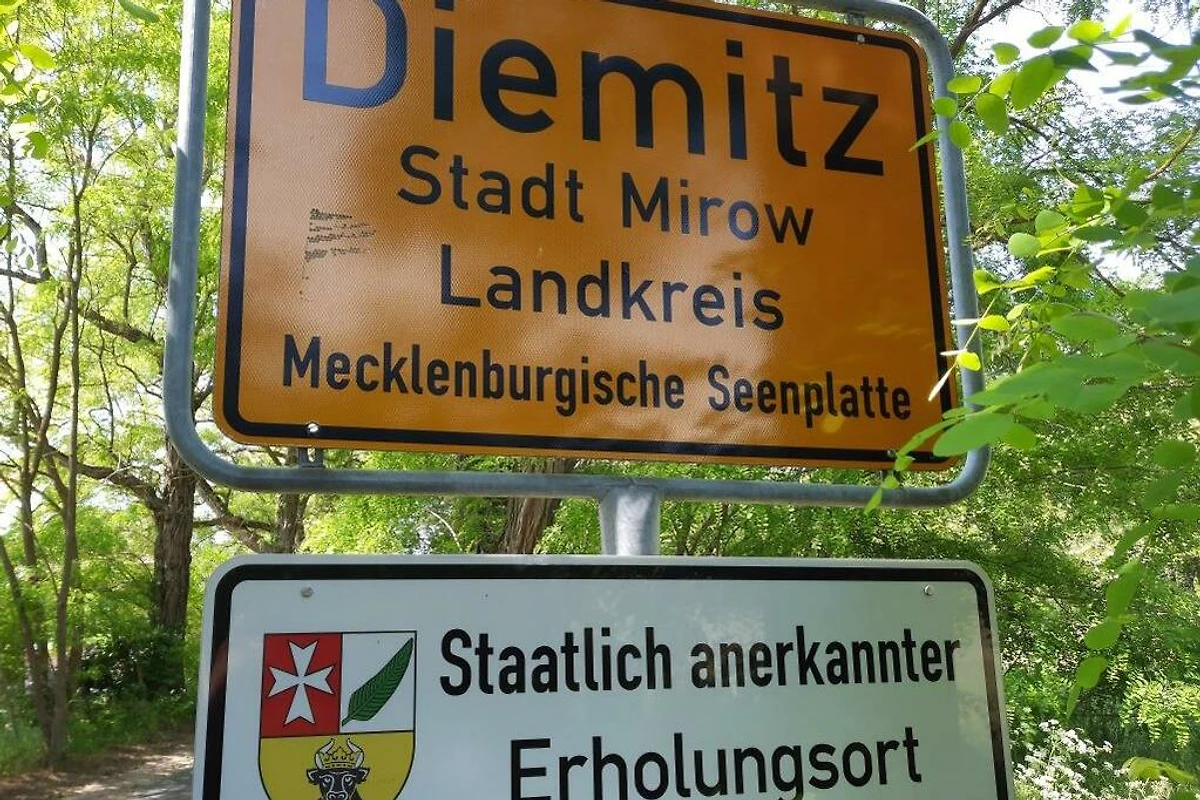 Diemitz
Stadt Mirow
Landkreis
Mecklenburgische Seenplatte
Staatlich anerkannter
Erholungsort